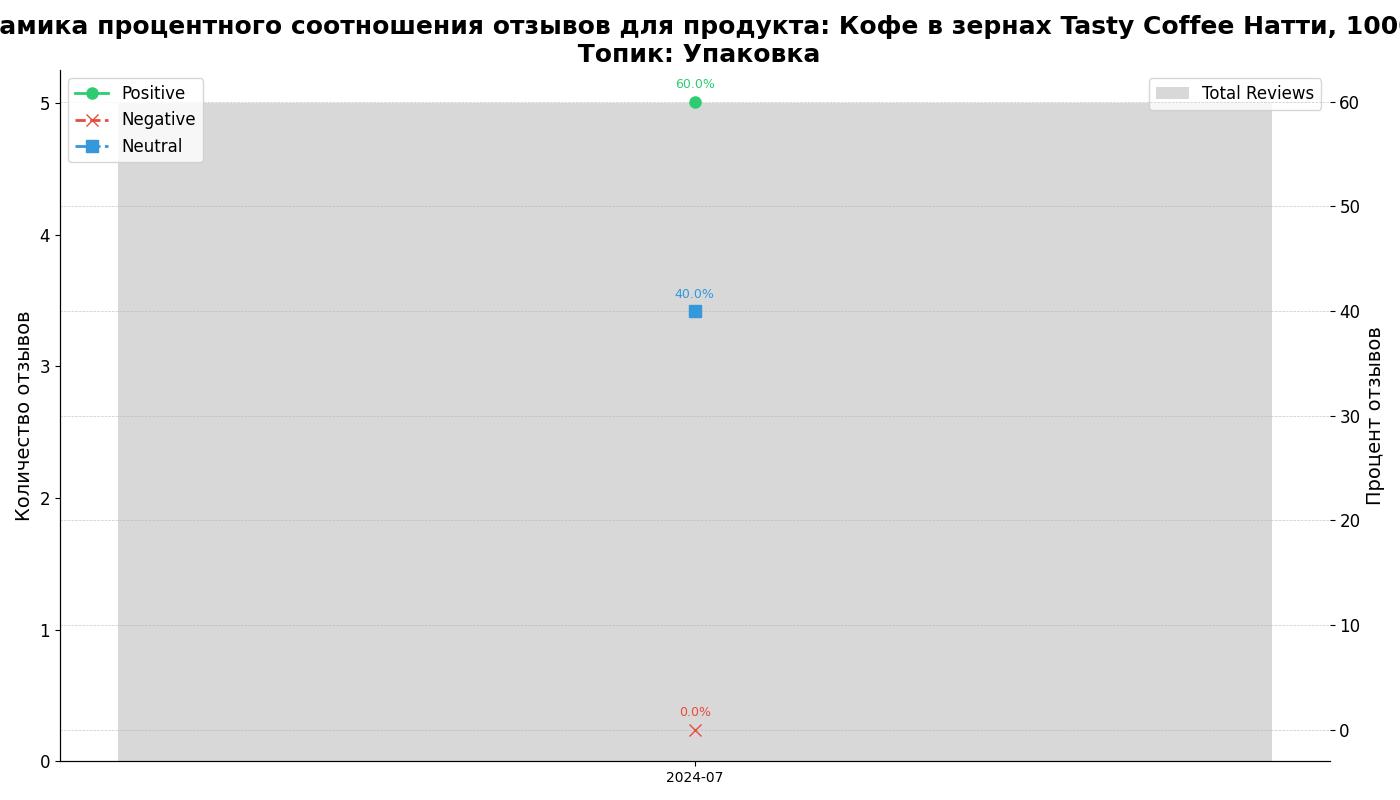 амика процентного соотношения отзывов для продукта: Кофе в зернах Tasty Coffee Натти, 100
Топик: Упаковка
Positive
Negative
Neutral
Total Reviews
60.0%
40.0%
0.0%
5
4
3
2
1
0
60
50
40
30
20
10
0
Количество отзывов
Процент отзывов
2024-07